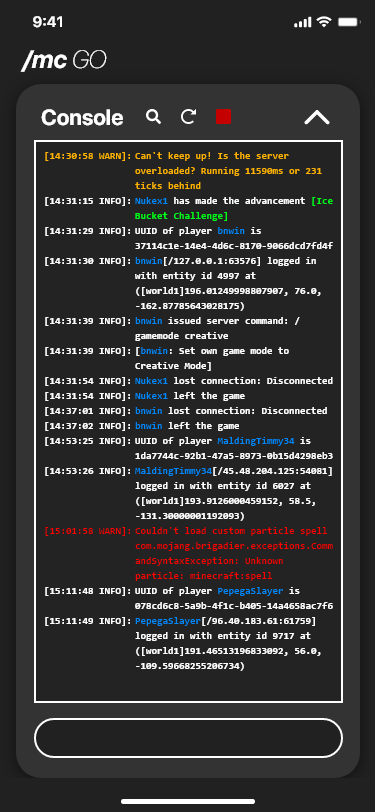 9:41
/mc GO
Console
[14:30:58 WARN]: Can't keep up! Is the server
overloaded? Running 11590ms or 231
ticks behind
[14:31:15 INFO]: Nukex1 has made the advancement [Ice
Bucket Challenge]
[14:31:29 INFO]: UUID of player bnwin is
37114c1e-14e4-4d6c-8170-9066dcd7fd4f
[14:31:30 INFO]: bnwin[/127.0.0.1:63576] logged in
with entity id 4997 at
([world1]196.01249998807907, 76.0,
-162.87785643028175)
[14:31:39 INFO]: bnwin issued server command: /
gamemode creative
[14:31:39 INFO]: [bnwin: Set own game mode to
Creative Mode]
[14:31:54 INFO]: Nukex1 lost connection: Disconnected
[14:31:54 INFO]: Nukex1 left the game
[14:37:01 INFO]: bnwin lost connection: Disconnected
[14:37:02 INFO]: bnwin left the game
[14:53:25 INFO]: UUID of player MaldingTimmy34 is
1da7744c-92b1-47a5-8973-0b15d4298eb3
[14:53:26 INFO]: MaldingTimmy34[/45.48.204.125:54081]
logged in with entity id 6027 at
([world1]193.9126000459152, 58.5,
-131.30000001192093)
[15:01:58 WARN]: Couldn't load custom particle spell
com.mojang.brigadier.exceptions.Comm
andSyntaxException: Unknown
particle: minecraft:spell
[15:11:48 INFO]: UUID of player PepegaSlayer is
078cd6c8-5a9b-4f1c-b405-14a4658ac7f6
[15:11:49 INFO]: PepegaSlayer[/96.40.183.61:61759]
logged in with entity id 9717 at
([world1]191.46513196833092, 56.0,
-109.59668255206734)